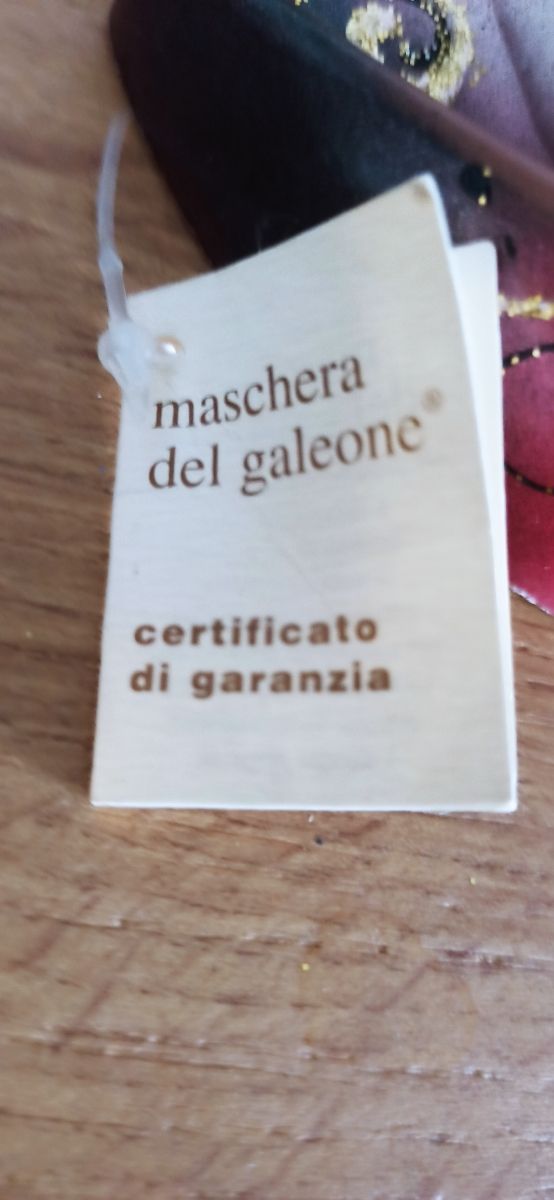 maschera
del galeone®
certificato
di garanzia